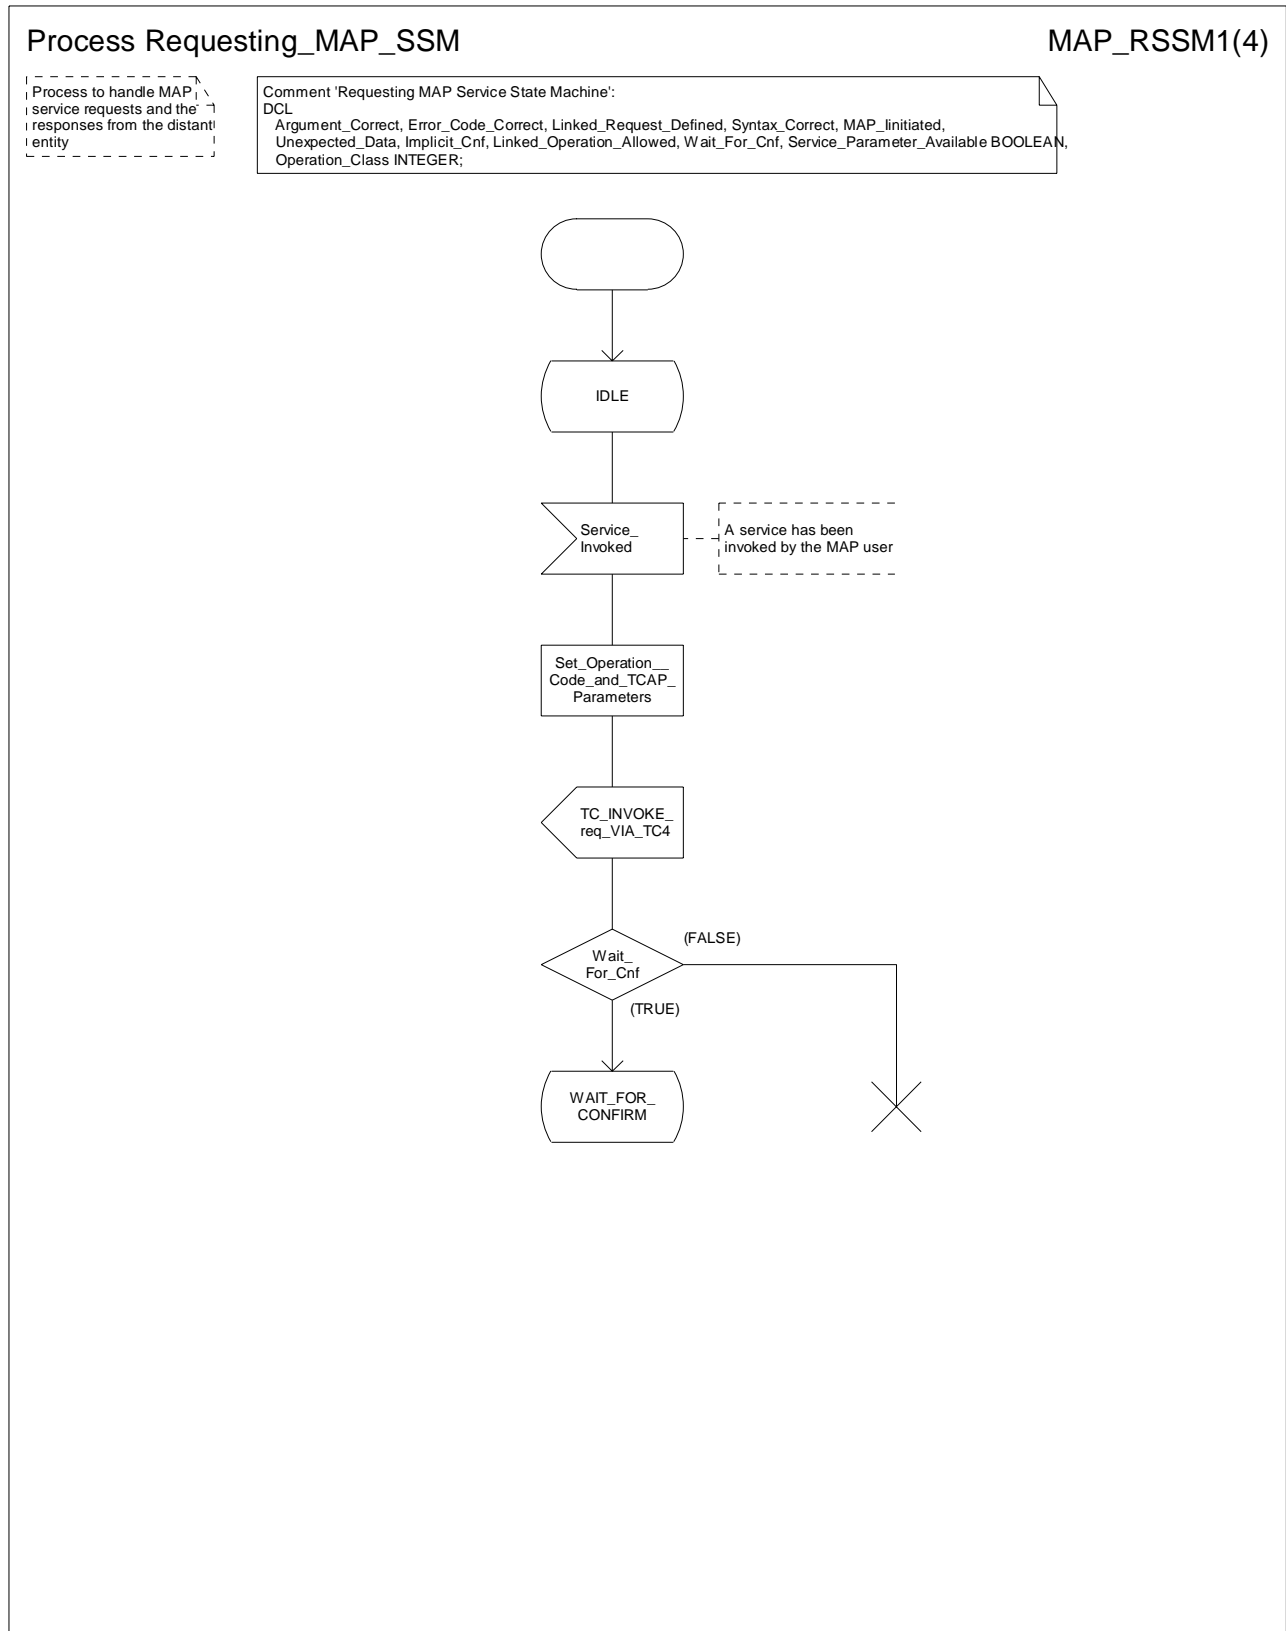 Process Requesting_MAP_SSM
MAP_RSSM1(4)
Process to handle MAP
service requests and the
responses from the distant
entity
Comment 'Requesting MAP Service State Machine':
DCL
Argument_Correct, Error_Code_Correct, Linked_Request_Defined, Syntax_Correct, MAP_Iinitiated,
Unexpected_Data, Implicit_Cnf, Linked_Operation_Allowed, Wait_For_Cnf, Service_Parameter_Available BOOLEAN,
Operation_Class INTEGER;
IDLE
Service_
Invoked
A service has been
invoked by the MAP user
Set_Operation__
Code_and_TCAP_
Parameters
TC_INVOKE_
req_VIA_TC4
Wait_
For_Cnf
(FALSE)
(TRUE)
WAIT_FOR_
CONFIRM